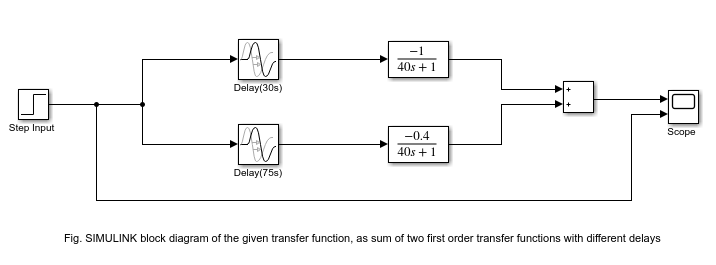 Step Input
Delay(30s)
-1
40s + 1
Delay(75s)
-0.4
40s + 1
+
+
Scope
Fig. SIMULINK block diagram of the given transfer function, as sum of two first order transfer functions with different delays